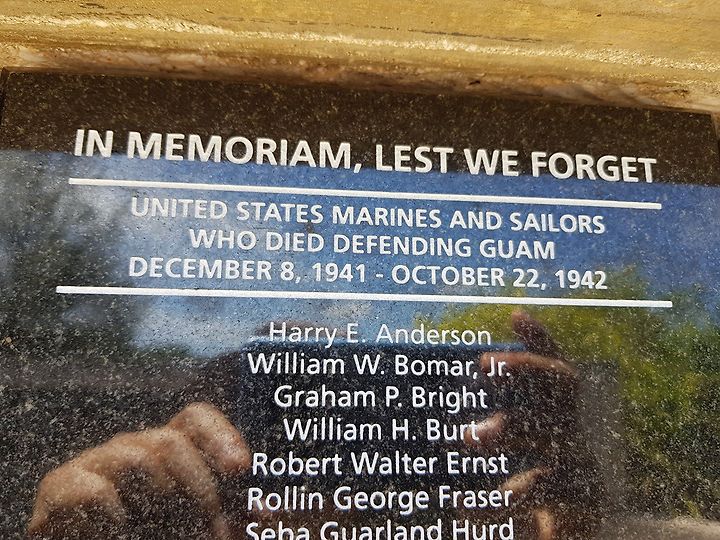 IN MEMORIAM, LEST WE FORGET
UNITED STATES MARINES AND SAILORS
WHO DIED DEFENDING GUAM
DECEMBER 8, 1941 - OCTOBER 22, 1942
Harry E. Anderson
William W. Bomar, Jr.
Graham P. Bright
William H. Burt
Robert Walter Ernst
Rollin George Fraser
Seba Guarland Hurd